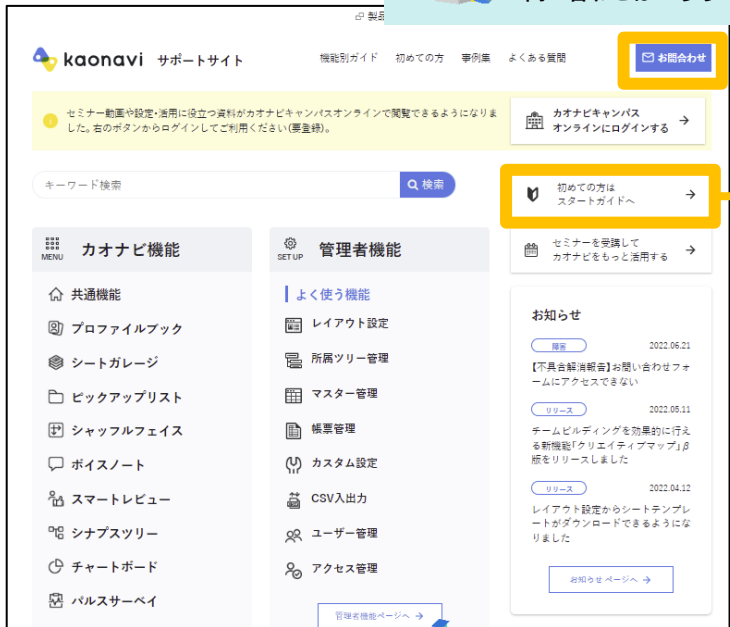 製品
kaonavi サポートサイト
機能別ガイド 初めての方 事例集 よくある質問
お問合わせ
セミナー動画や設定・活用に役立つ資料がカオナビキャンパスオンラインで閲覧できるようになりま
した。右のボタンからログインしてご利用ください(要登録)。
カオナビキャンパス
オンラインにログインする →
キーワード検索
検索
初めての方は
スタートガイドへ →
セミナーを受講して
カオナビをもっと活用する →
MENU カオナビ機能
共通機能
プロファイルブック
シートガレージ
ピックアップリスト
シャッフルフェイス
ボイスノート
スマートレビュー
シナプスツリー
チャートボード
パルスサーベイ
SET UP 管理者機能
よく使う機能
レイアウト設定
所属ツリー管理
マスター管理
帳票管理
カスタム設定
CSV入出力
ユーザー管理
アクセス管理
管理者機能ページへ →
お知らせ
障害 2022.06.21
【不具合解消報告】お問い合わせフォ
ームにアクセスできない
リリース 2022.05.11
チームビルディングを効果的に行え
る新機能「クリエイティブマップ」β
版をリリースしました
リリース 2022.04.12
レイアウト設定からシートテンプレ
ートがダウンロードできるようにな
りました
お知らせページへ →